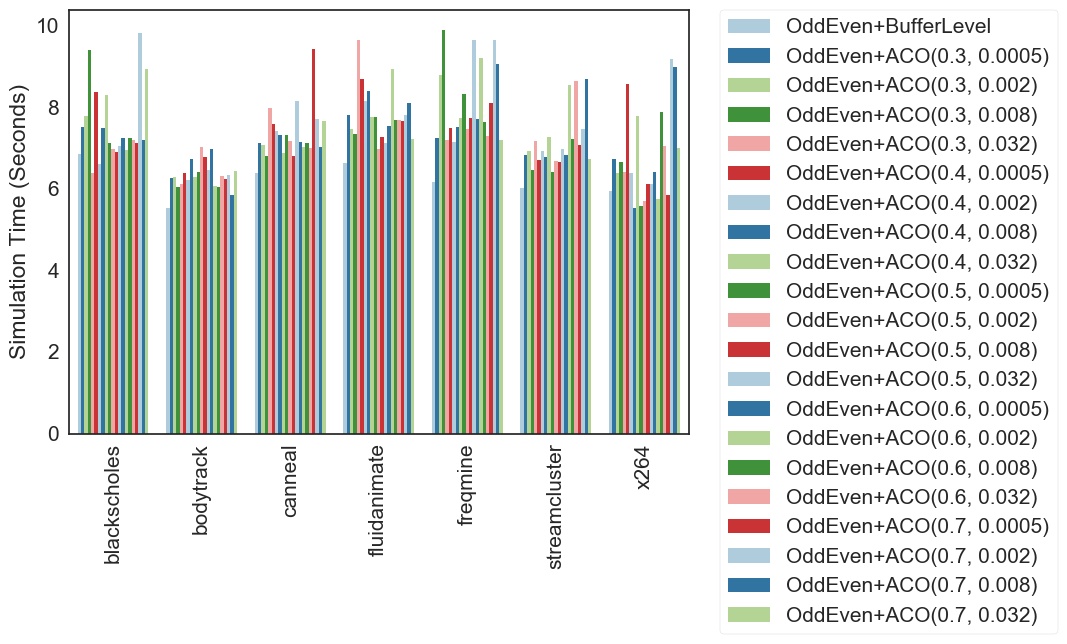 10
8
6
4
2
0
Simulation Time (Seconds)
blackscholes
bodytrack
canneal
fluidanimate
freqmine
streamcluster
x264
OddEven+BufferLevel
OddEven+ACO(0.3, 0.0005)
OddEven+ACO(0.3, 0.002)
OddEven+ACO(0.3, 0.008)
OddEven+ACO(0.3, 0.032)
OddEven+ACO(0.4, 0.0005)
OddEven+ACO(0.4, 0.002)
OddEven+ACO(0.4, 0.008)
OddEven+ACO(0.4, 0.032)
OddEven+ACO(0.5, 0.0005)
OddEven+ACO(0.5, 0.002)
OddEven+ACO(0.5, 0.008)
OddEven+ACO(0.5, 0.032)
OddEven+ACO(0.6, 0.0005)
OddEven+ACO(0.6, 0.002)
OddEven+ACO(0.6, 0.008)
OddEven+ACO(0.6, 0.032)
OddEven+ACO(0.7, 0.0005)
OddEven+ACO(0.7, 0.002)
OddEven+ACO(0.7, 0.008)
OddEven+ACO(0.7, 0.032)